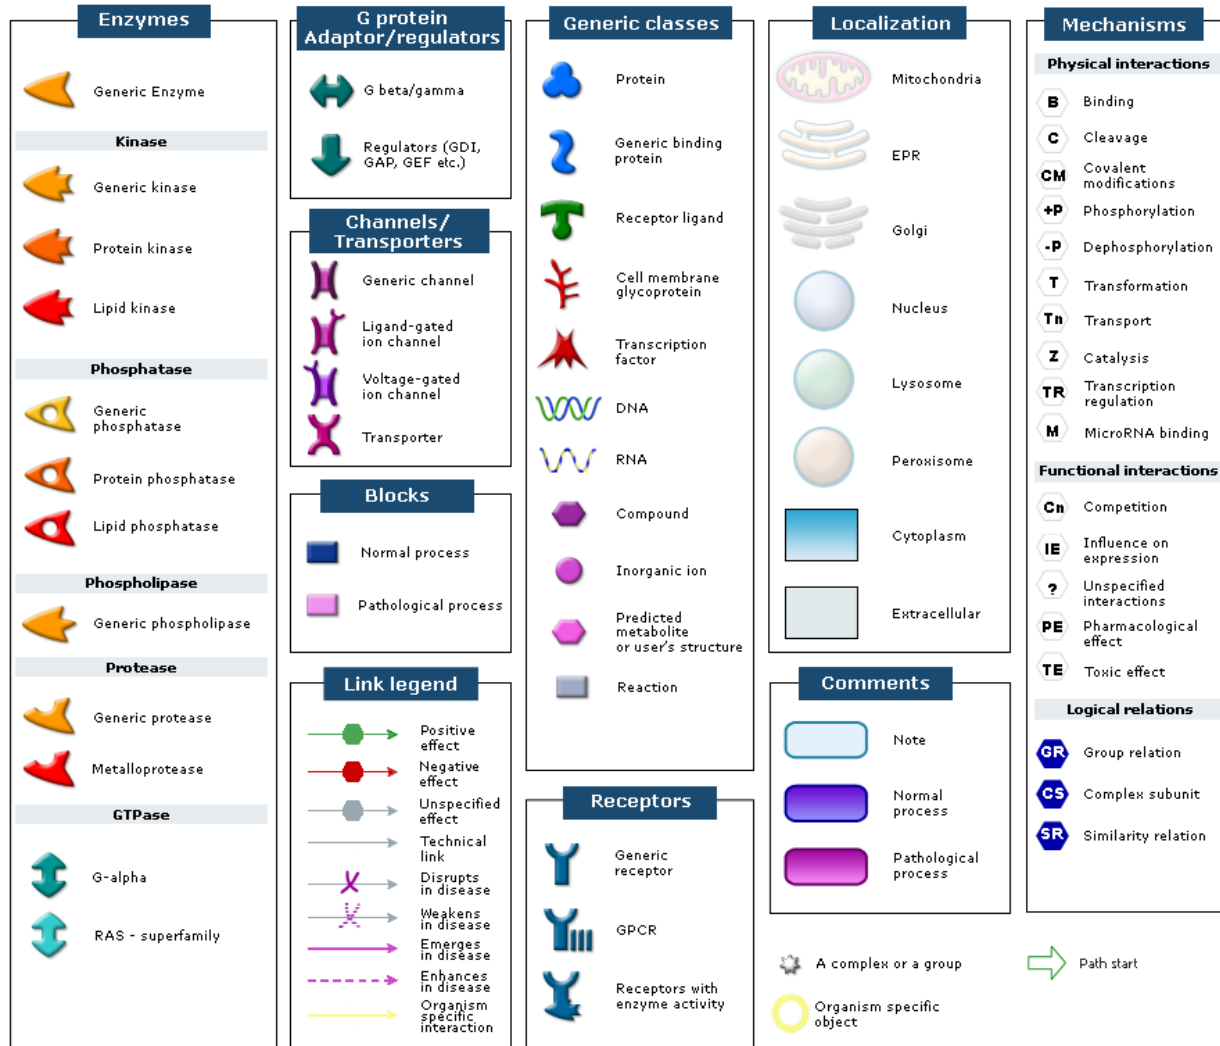 Enzymes
Generic Enzyme
Kinase
Generic kinase
Protein kinase
Lipid kinase
Phosphatase
Generic
phosphatase
Protein phosphatase
Lipid phosphatase
Phospholipase
Generic phospholipase
Protease
Generic protease
Metalloprotease
GTPase
G-alpha
RAS - superfamily
G protein
Adaptor/regulators
G beta/gamma
Regulators (GDI,
GAP, GEF etc.)
Channels/
Transporters
Generic channel
Ligand-gated
ion channel
Voltage-gated
ion channel
Transporter
Blocks
Normal process
Pathological process
Link legend
Positive
effect
Negative
effect
Unspecified
effect
Technical
link
Disrupts
in disease
Weakens
in disease
Emerges
in disease
Enhances
in disease
Organism
specific
interaction
Generic classes
Protein
Generic binding
protein
Receptor ligand
Cell membrane
glycoprotein
Transcription
factor
DNA
RNA
Compound
Inorganic ion
Predicted
metabolite
or user's structure
Reaction
Receptors
Generic
receptor
GPCR
Receptors with
enzyme activity
Localization
Mitochondria
EPR
Golgi
Nucleus
Lysosome
Peroxisome
Cytoplasm
Extracellular
Comments
Note
Normal
process
Pathological
process
A complex or a group
Organism specific
object
Mechanisms
Physical interactions
B Binding
C Cleavage
CM Covalent
modifications
+P Phosphorylation
-P Dephosphorylation
T Transformation
Tn Transport
Z Catalysis
TR Transcription
regulation
M MicroRNA binding
Functional interactions
Cn Competition
IE Influence on
expression
? Unspecified
interactions
PE Pharmacological
effect
TE Toxic effect
Logical relations
GR Group relation
CS Complex subunit
SR Similarity relation
Path start